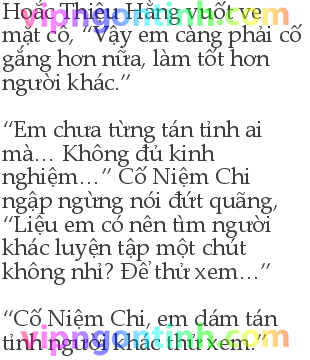 Hoắc Thiệu Hằng vuốt ve
mặt cô, “Vậy em càng phải cố
gắng hơn nữa, làm tốt hơn
người khác.”
“Em chưa từng tán tỉnh ai
mà… Không đủ kinh
nghiệm…” Cố Niệm Chi
ngập ngừng nói đứt quãng,
“Liệu em có nên tìm người
khác luyện tập một chút
không nhỉ? Để thử xem…”
“Cố Niệm Chi, em dám tán
tỉnh người khác thử xem.”
vipngontinh.com
vipngontinh.com